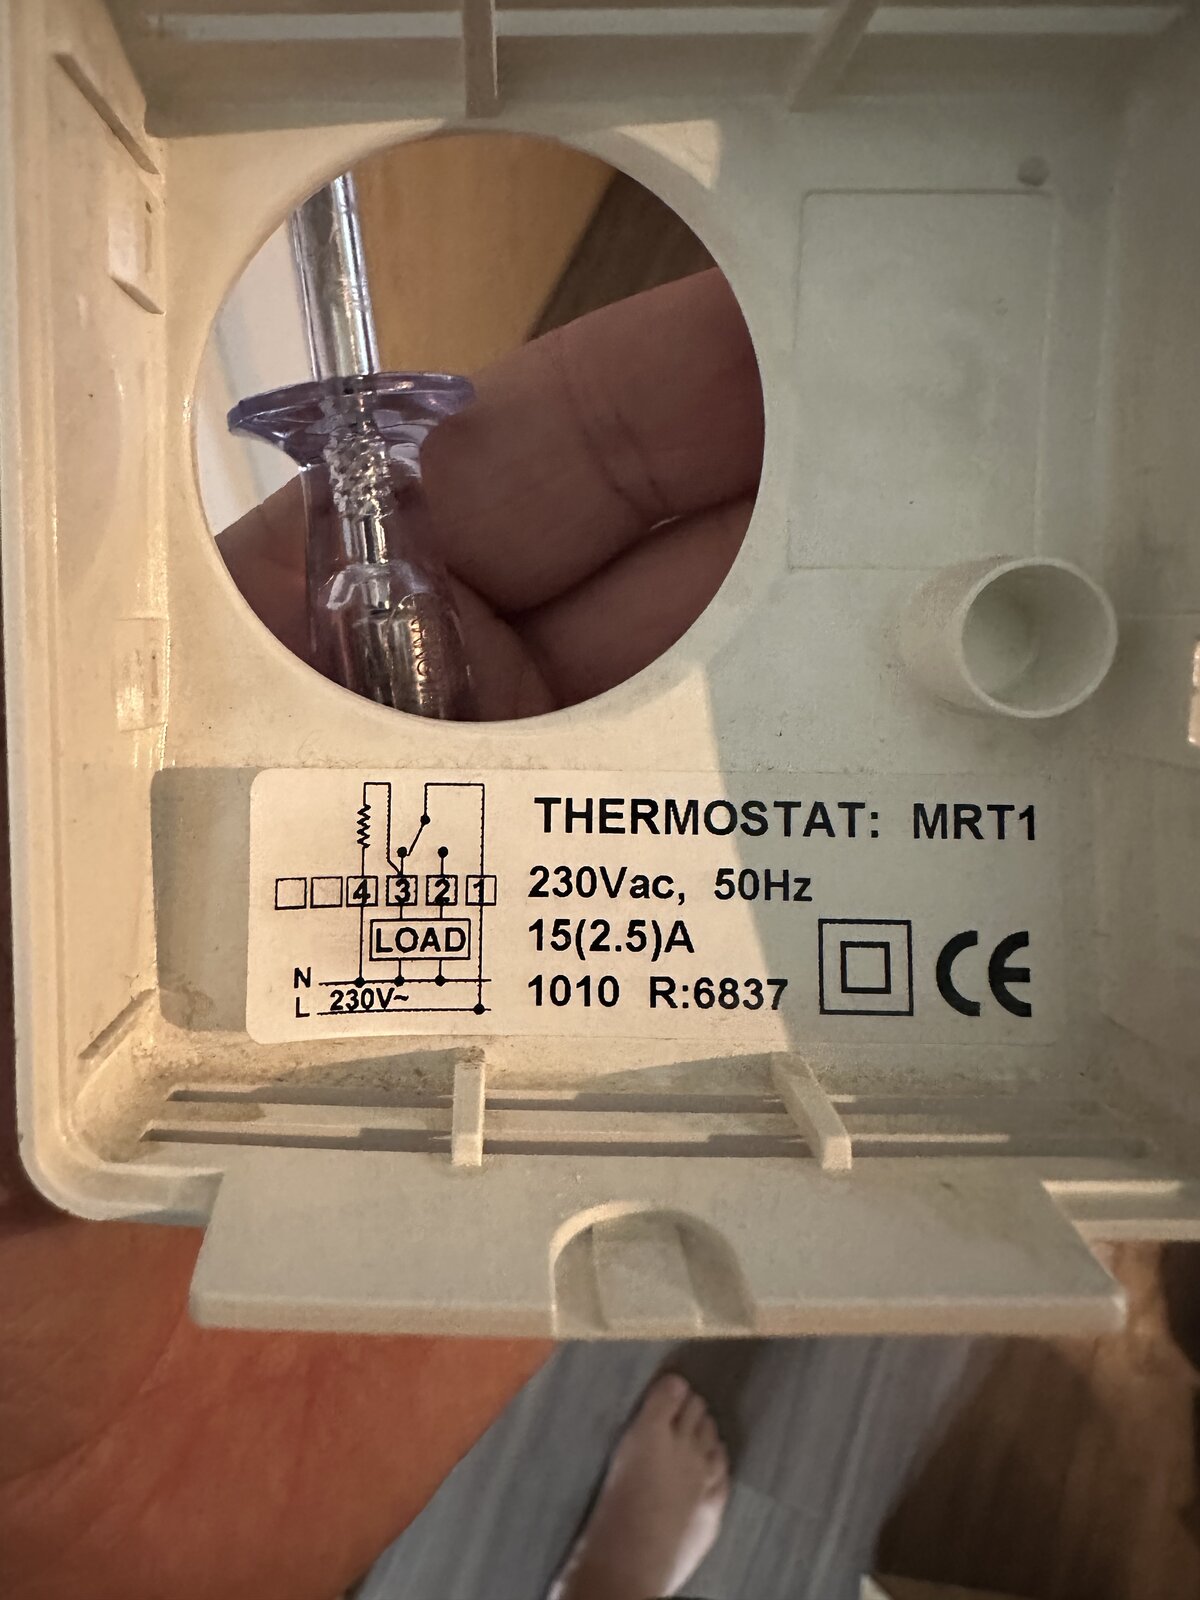 THERMOSTAT: MRT1
230Vac, 50Hz
15(2.5)A
1010 R:6837
CE
4 3 2 1
LOAD
N
L 230V~